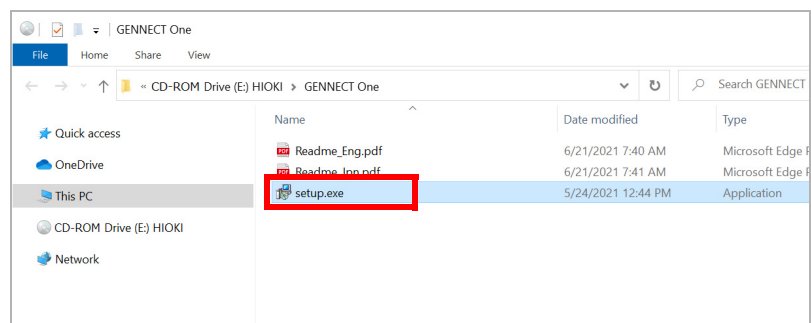 GENNECT One
File Home Share View
« CD-ROM Drive (E:) HIOKI > GENNECT One
Search GENNECT
Name Date modified Type
Quick access
OneDrive
This PC
CD-ROM Drive (E:) HIOKI
Network
PDF Readme_Eng.pdf 6/21/2021 7:40 AM Microsoft Edge
PDF Readme_Jpn.pdf 6/21/2021 7:41 AM Microsoft Edge
setup.exe 5/24/2021 12:44 PM Application